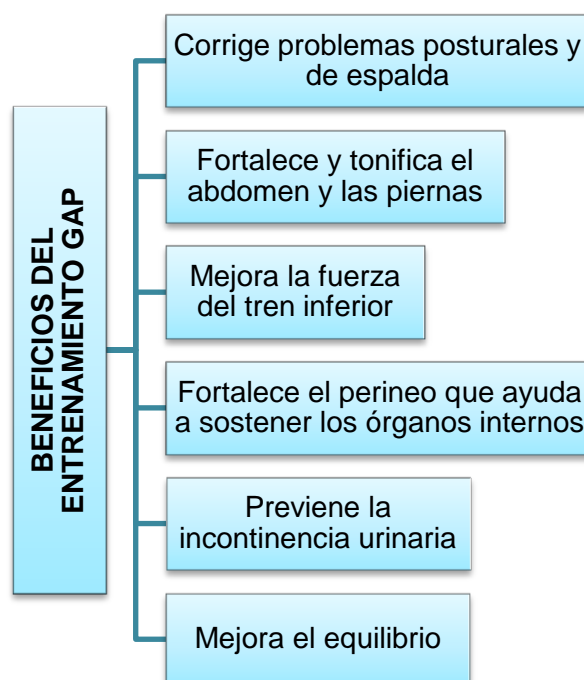 BENEFICIOS DEL
ENTRENAMIENTO GAP
Corrige problemas posturales y
de espalda
Fortalece y tonifica el
abdomen y las piernas
Mejora la fuerza
del tren inferior
Fortalece el perineo que ayuda
a sostener los órganos internos
Previene la
incontinencia urinaria
Mejora el equilibrio